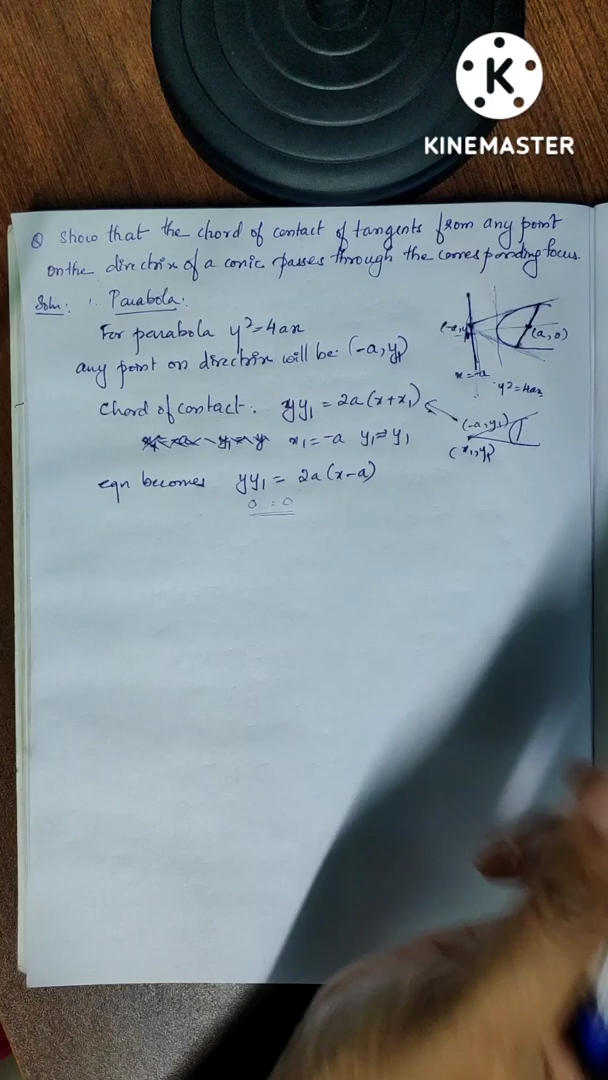 K
KINEMASTER
Q Show that the chord of contact of tangents from any point
on the directrix of a conic passes through the corresponding focus.
Soln: 1. Parabola:
For parabola y²=4ax
any point on directrix will be (-a, y₁)
(a,0)
x=-a
y²=4ax
Chord of contact: yy₁ = 2a(x+x₁)
(-a, y₁)
x₁=-a y₁=y₁
(x₁, y₁)
eqn becomes yy₁ = 2a(x-a)
0 = 0